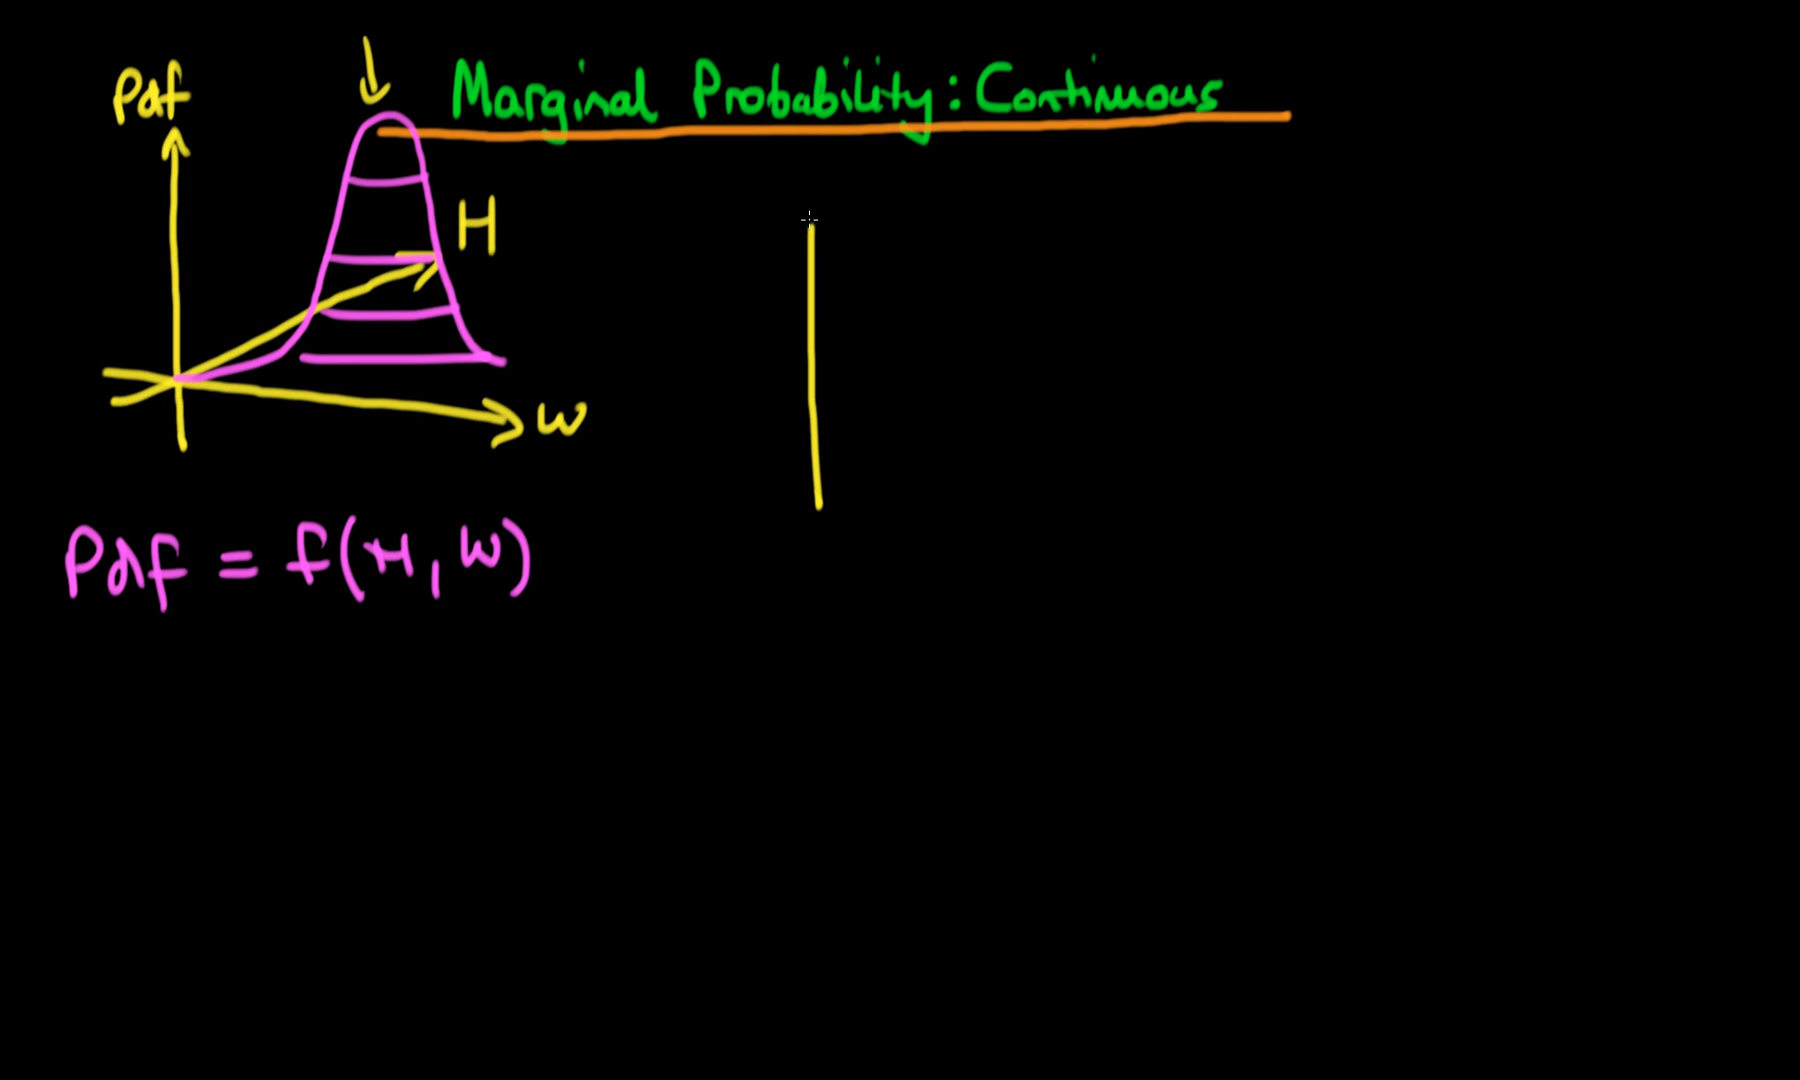 Marginal Probability: Continuous
Pdf
H
W
Pdf = f(H, W)